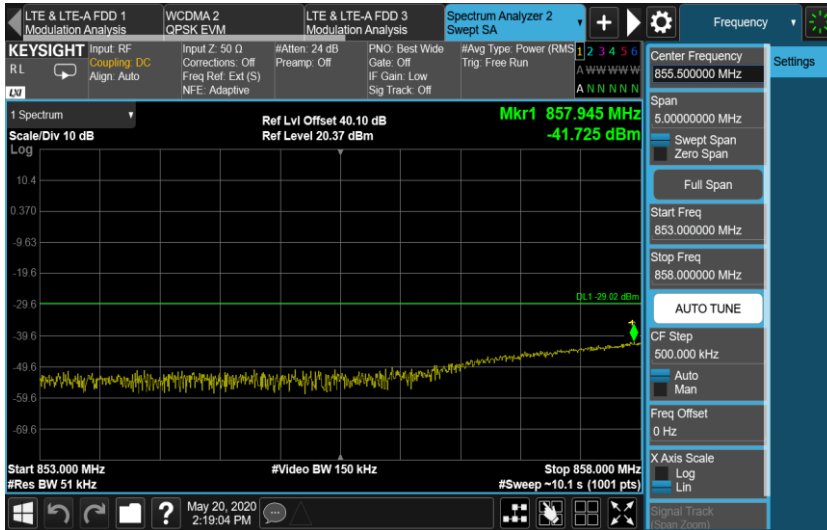 LTE & LTE-A FDD 1
Modulation Analysis
WCDMA 2
QPSK EVM
LTE & LTE-A FDD 3
Modulation Analysis
Spectrum Analyzer 2
Swept SA
Frequency
KEYSIGHT
RL
LXI
Input: RF
Coupling: DC
Align: Auto
Input Z: 50 Ω
Corrections: Off
Freq Ref: Ext (S)
NFE: Adaptive
#Atten: 24 dB
Preamp: Off
PNO: Best Wide
Gate: Off
IF Gain: Low
Sig Track: Off
#Avg Type: Power (RMS
Trig: Free Run
1 2 3 4 5 6
A W W W W W
A N N N N N
1 Spectrum
Scale/Div 10 dB
Log
Ref Lvl Offset 40.10 dB
Ref Level 20.37 dBm
Mkr1 857.945 MHz
-41.725 dBm
10.4
0.370
-9.63
-19.6
-29.6
-39.6
-49.6
-59.6
-69.6
DL1 -29.02 dBm
1
Start 853.000 MHz
#Res BW 51 kHz
#Video BW 150 kHz
Stop 858.000 MHz
#Sweep ~10.1 s (1001 pts)
Center Frequency
855.500000 MHz
Settings
Span
5.00000000 MHz
Swept Span
Zero Span
Full Span
Start Freq
853.000000 MHz
Stop Freq
858.000000 MHz
AUTO TUNE
CF Step
500.000 kHz
Auto
Man
Freq Offset
0 Hz
X Axis Scale
Log
Lin
Signal Track
(Span Zoom)
May 20, 2020
2:19:04 PM